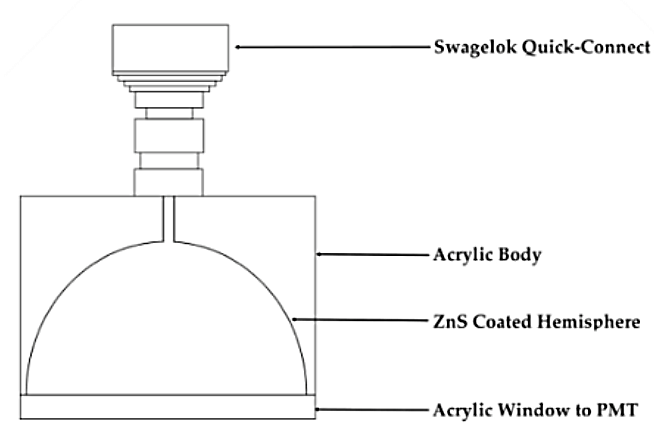 Swagelok Quick-Connect
Acrylic Body
ZnS Coated Hemisphere
Acrylic Window to PMT